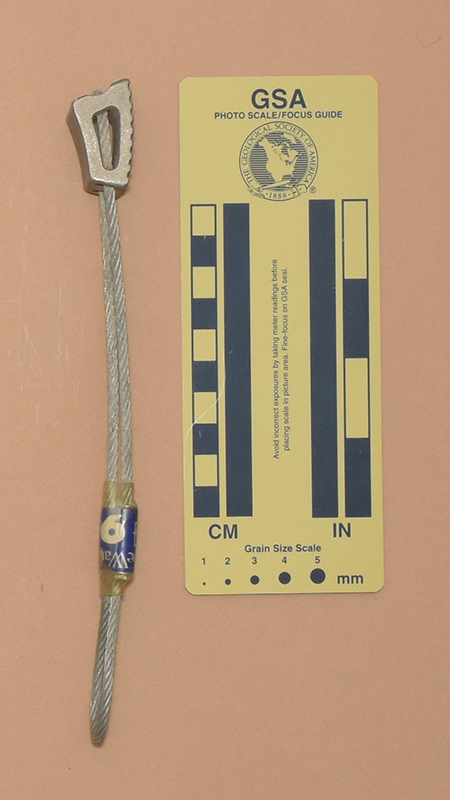 GSA
PHOTO SCALE/FOCUS GUIDE
THE GEOLOGICAL SOCIETY OF AMERICA
1888
®
Avoid incorrect exposures by taking meter readings before
placing scale in picture area. Fine-focus on GSA seal.
CM
IN
Grain Size Scale
1 2 3 4 5
mm
6